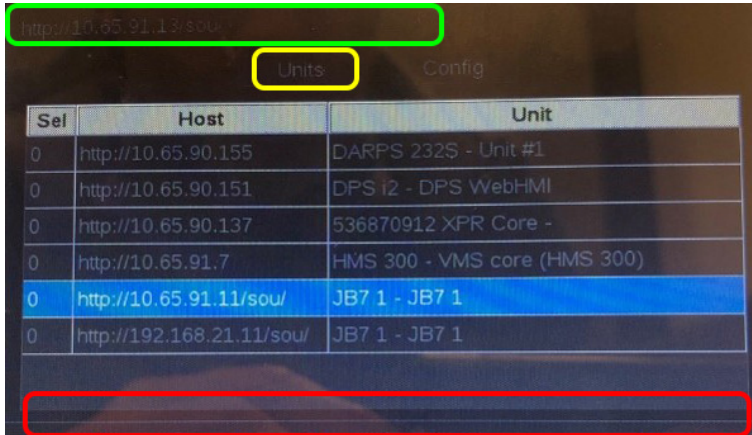 http://10.65.91.13/sou/
Units Config
Sel Host Unit
0 http://10.65.90.155 DARPS 232S - Unit #1
0 http://10.65.90.151 DPS i2 - DPS WebHMI
0 http://10.65.90.137 536870912 XPR Core -
0 http://10.65.91.7 HMS 300 - VMS core (HMS 300)
0 http://10.65.91.11/sou/ JB7 1 - JB7 1
0 http://192.168.21.11/sou/ JB7 1 - JB7 1